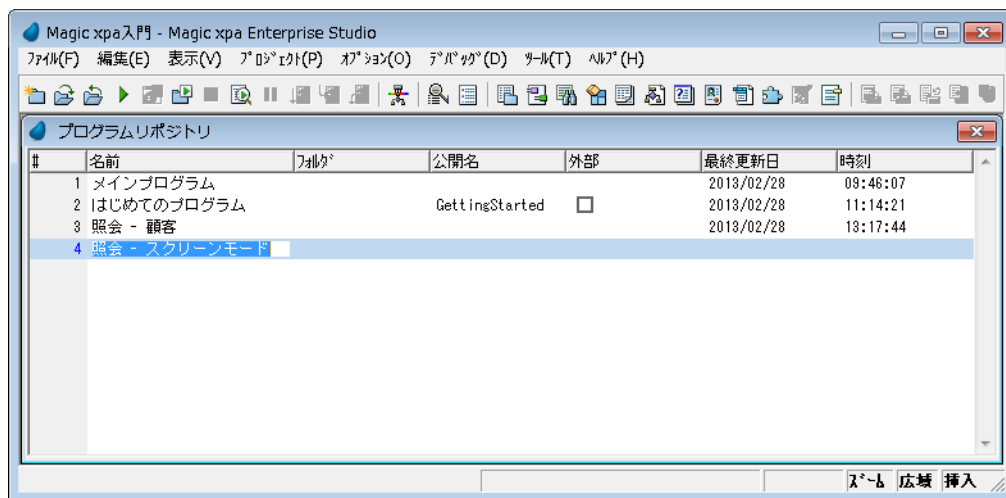 Magic xpa入門 - Magic xpa Enterprise Studio
ﾌｧｲﾙ(F) 編集(E) 表示(V) ﾌﾟﾛｼﾞｪｸﾄ(P) ｵﾌﾟｼｮﾝ(O) ﾃﾞﾊﾞｯｸﾞ(D) ﾂｰﾙ(T) ﾍﾙﾌﾟ(H)
プログラムリポジトリ
# 名前 ﾌｫﾙﾀﾞ 公開名 外部 最終更新日 時刻
1 メインプログラム 2013/02/28 09:46:07
2 はじめてのプログラム GettingStarted 2013/02/28 11:14:21
3 照会 - 顧客 2013/02/28 13:17:44
4 照会 - スクリーンモード
ｽﾞｰﾑ 広域 挿入